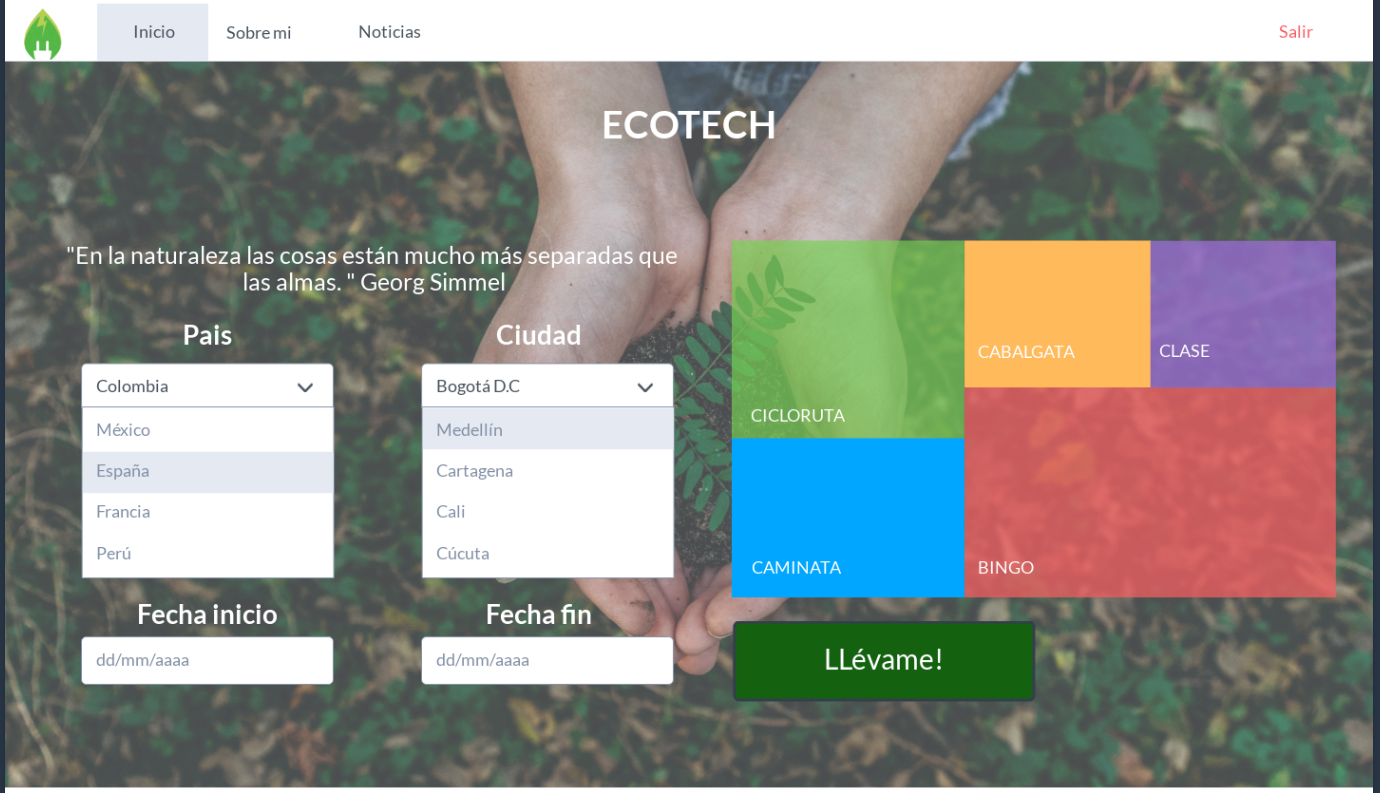 Inicio
Sobre mi
Noticias
Salir
ECOTECH
"En la naturaleza las cosas están mucho más separadas que
las almas. " Georg Simmel
Pais
Ciudad
Colombia
México
España
Francia
Perú
Bogotá D.C
Medellín
Cartagena
Cali
Cúcuta
Fecha inicio
Fecha fin
dd/mm/aaaa
dd/mm/aaaa
CICLORUTA
CABALGATA
CLASE
CAMINATA
BINGO
LLévame!